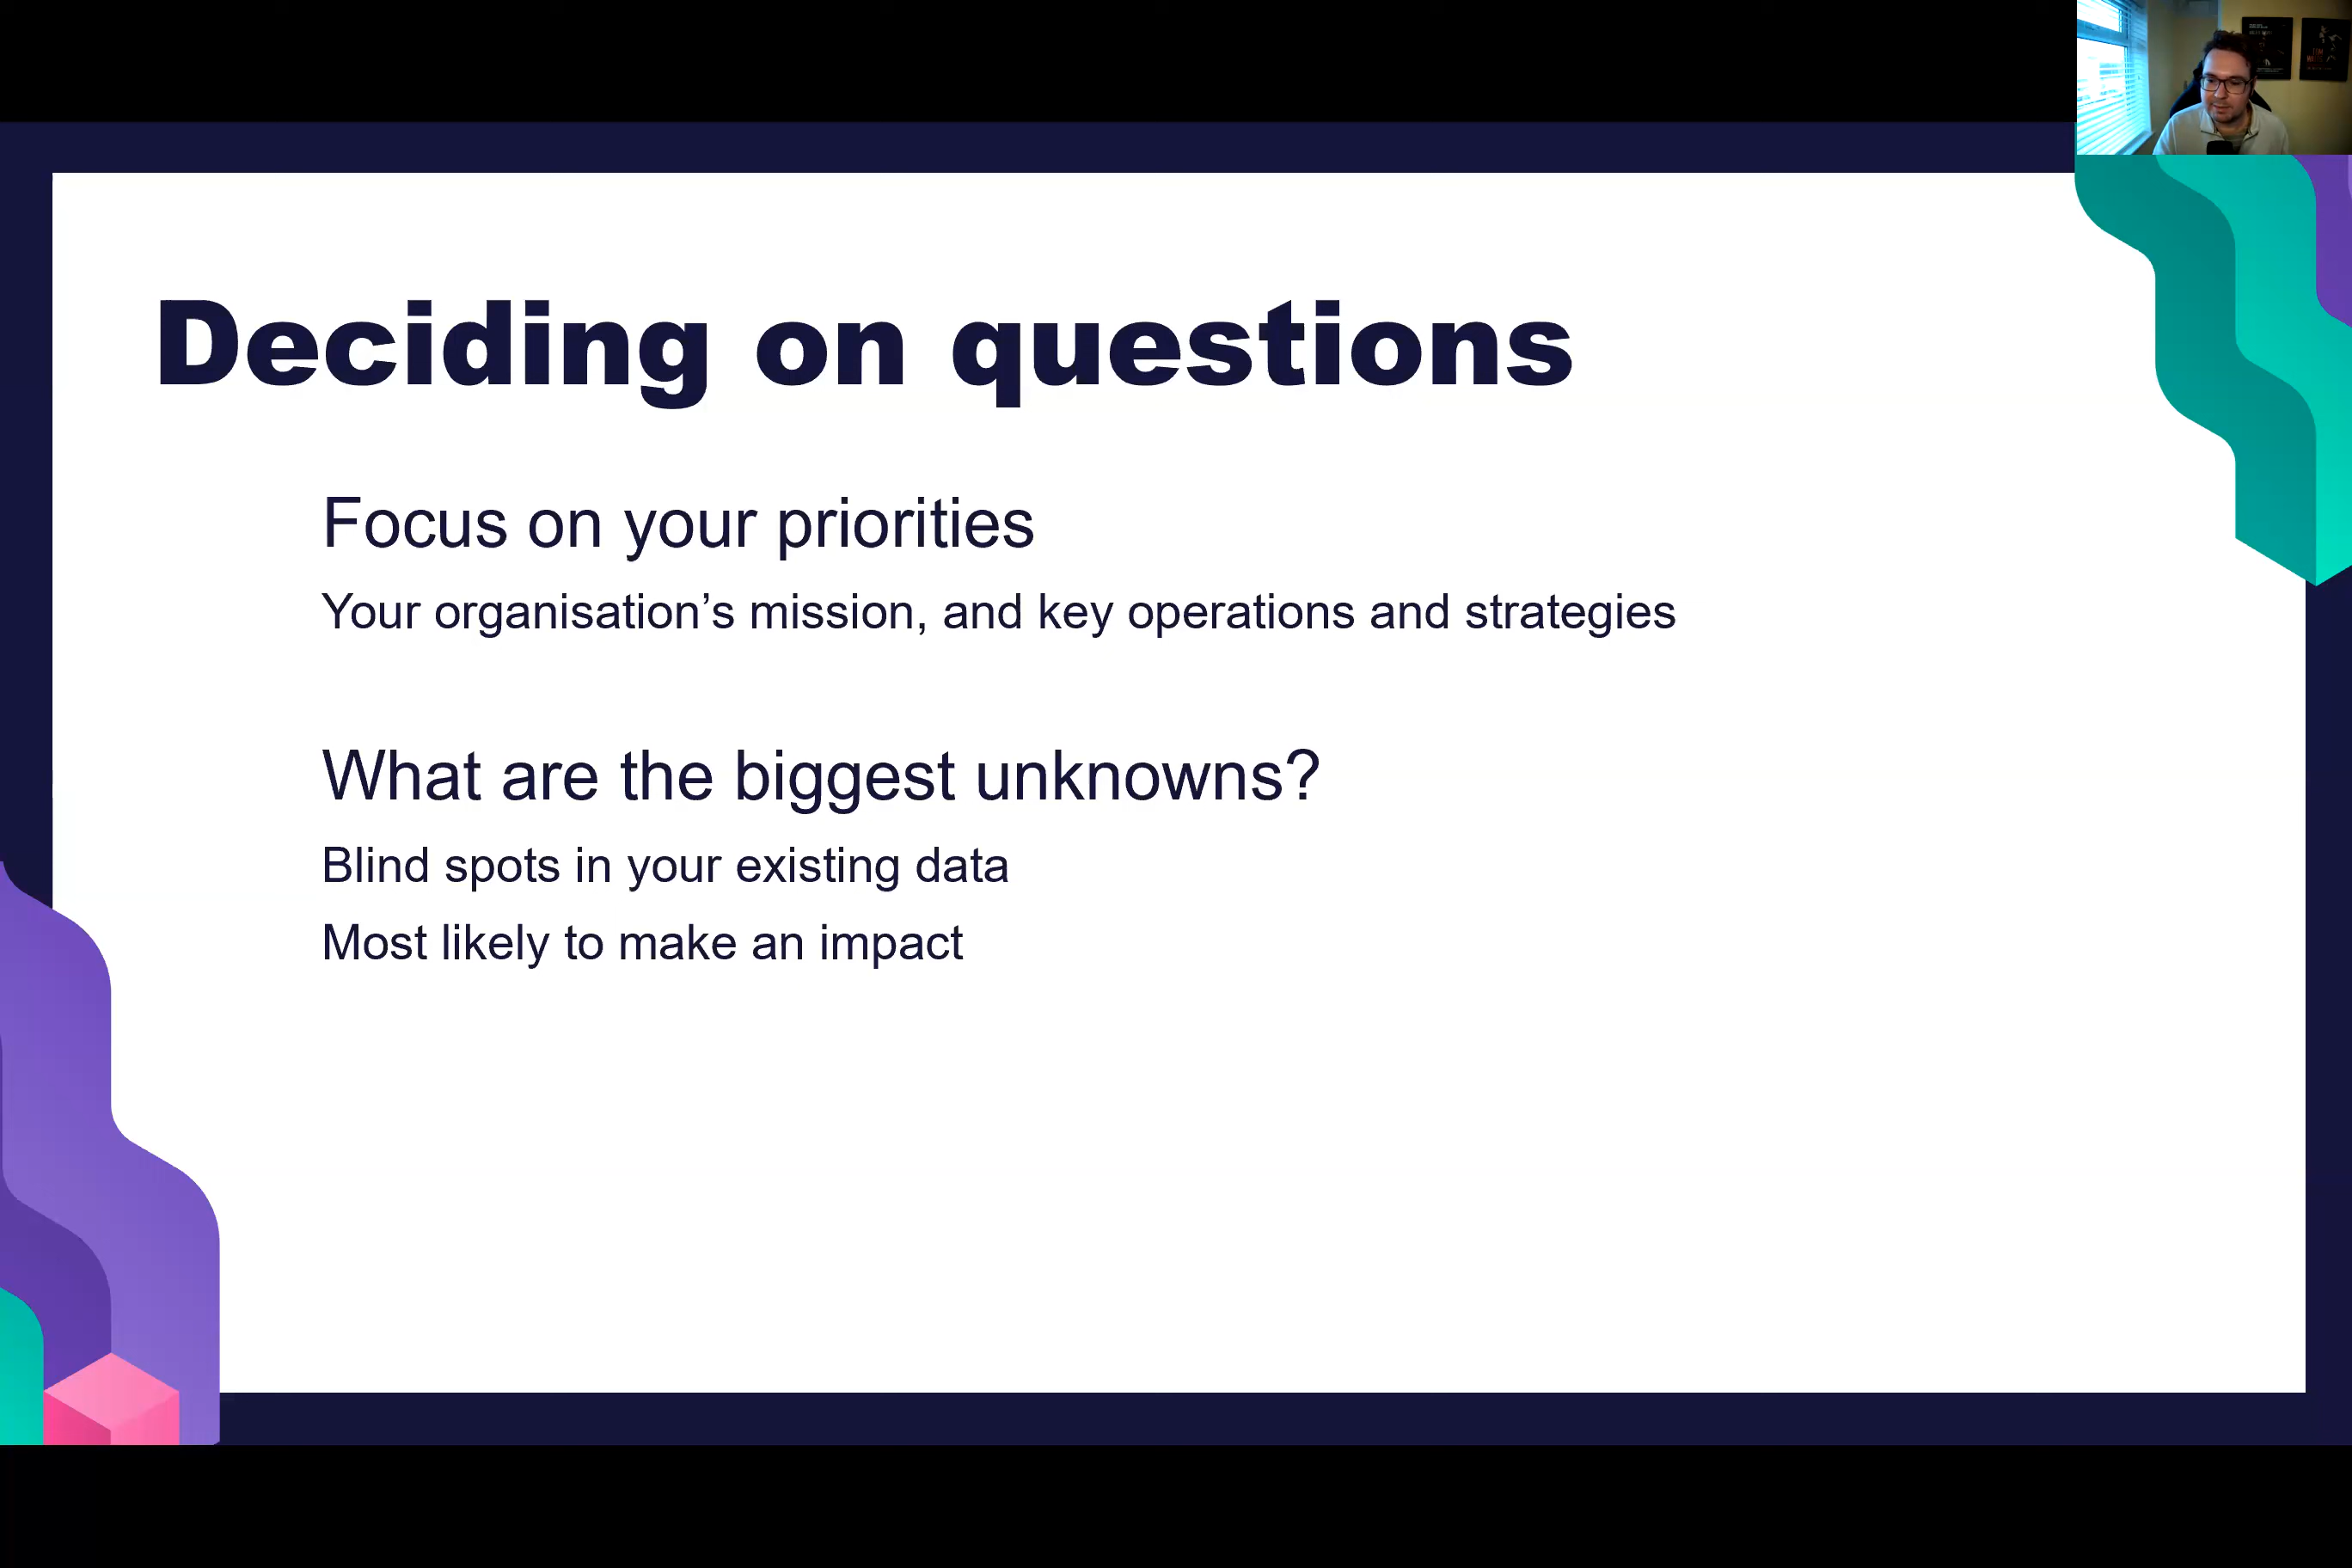 Deciding on questions
Focus on your priorities
Your organisation’s mission, and key operations and strategies
What are the biggest unknowns?
Blind spots in your existing data
Most likely to make an impact